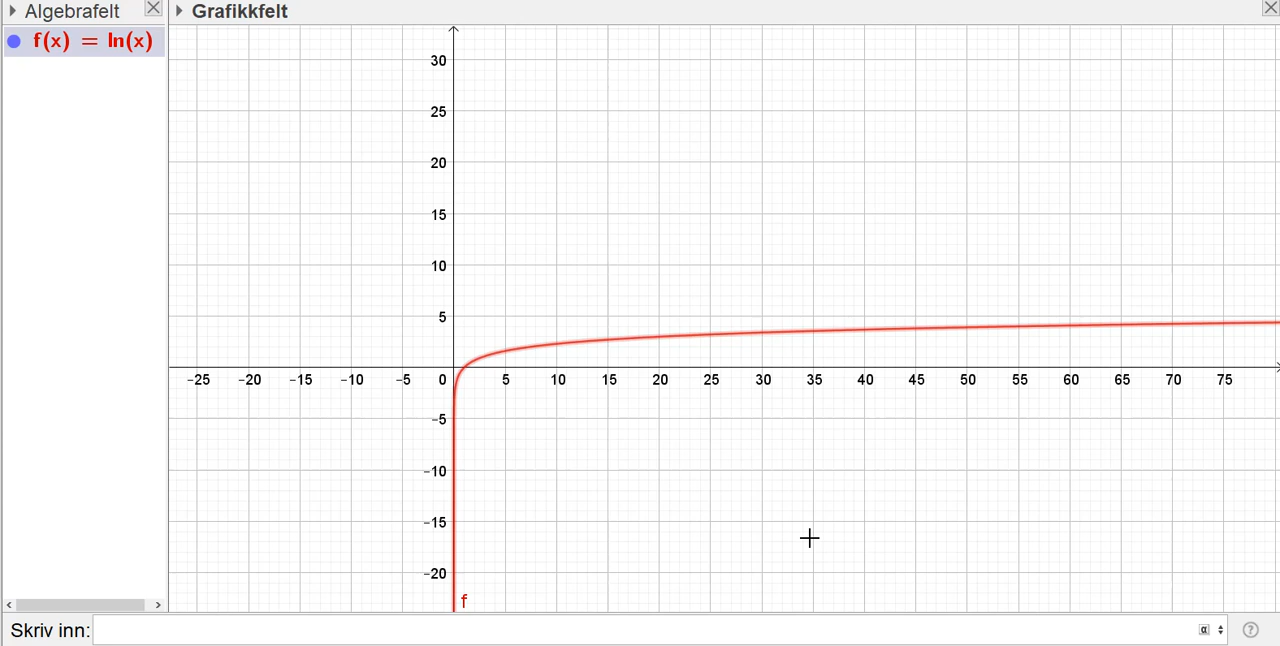 Algebrafelt
Grafikkfelt
f(x) = ln(x)
30
25
20
15
10
5
−25 −20 −15 −10 −5 0 5 10 15 20 25 30 35 40 45 50 55 60 65 70 75
−5
−10
−15
−20
f
Skriv inn:
α
?